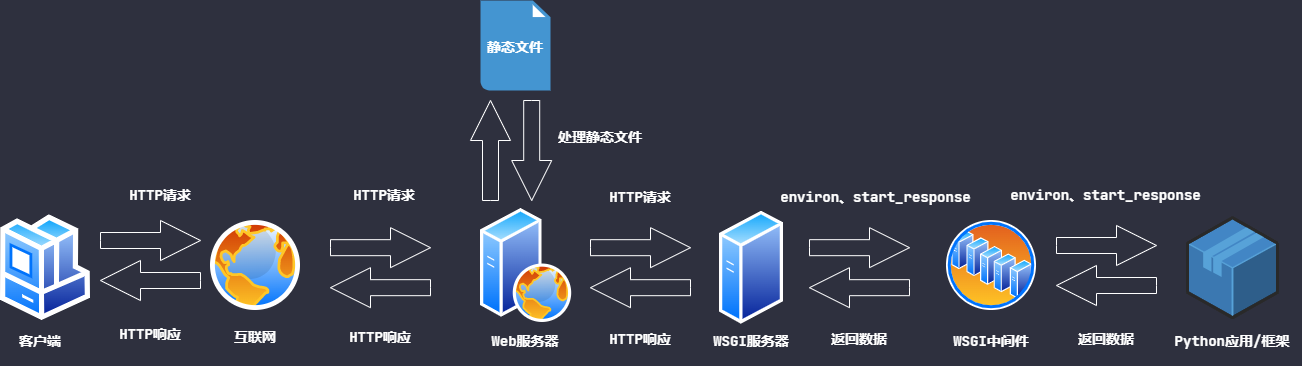 静态文件
处理静态文件
HTTP请求
HTTP请求
HTTP请求
environ、start_response
environ、start_response
HTTP响应
HTTP响应
HTTP响应
返回数据
返回数据
客户端
互联网
Web服务器
WSGI服务器
WSGI中间件
Python应用/框架